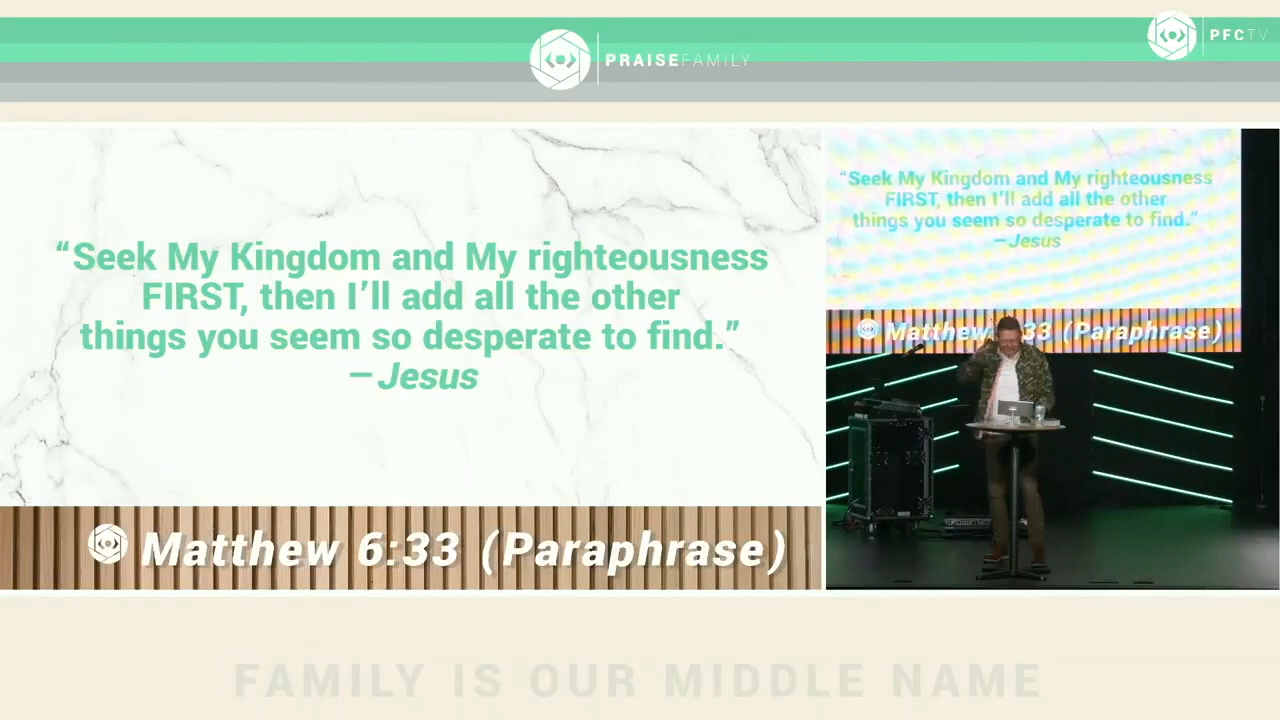 PRAISEFAMILY
PFCTV
“Seek My Kingdom and My righteousness
FIRST, then I’ll add all the other
things you seem so desperate to find.”
—Jesus
Matthew 6:33 (Paraphrase)
“Seek My Kingdom and My righteousness
FIRST, then I’ll add all the other
things you seem so desperate to find.”
—Jesus
Matthew 33 (Paraphrase)
FAMILY IS OUR MIDDLE NAME